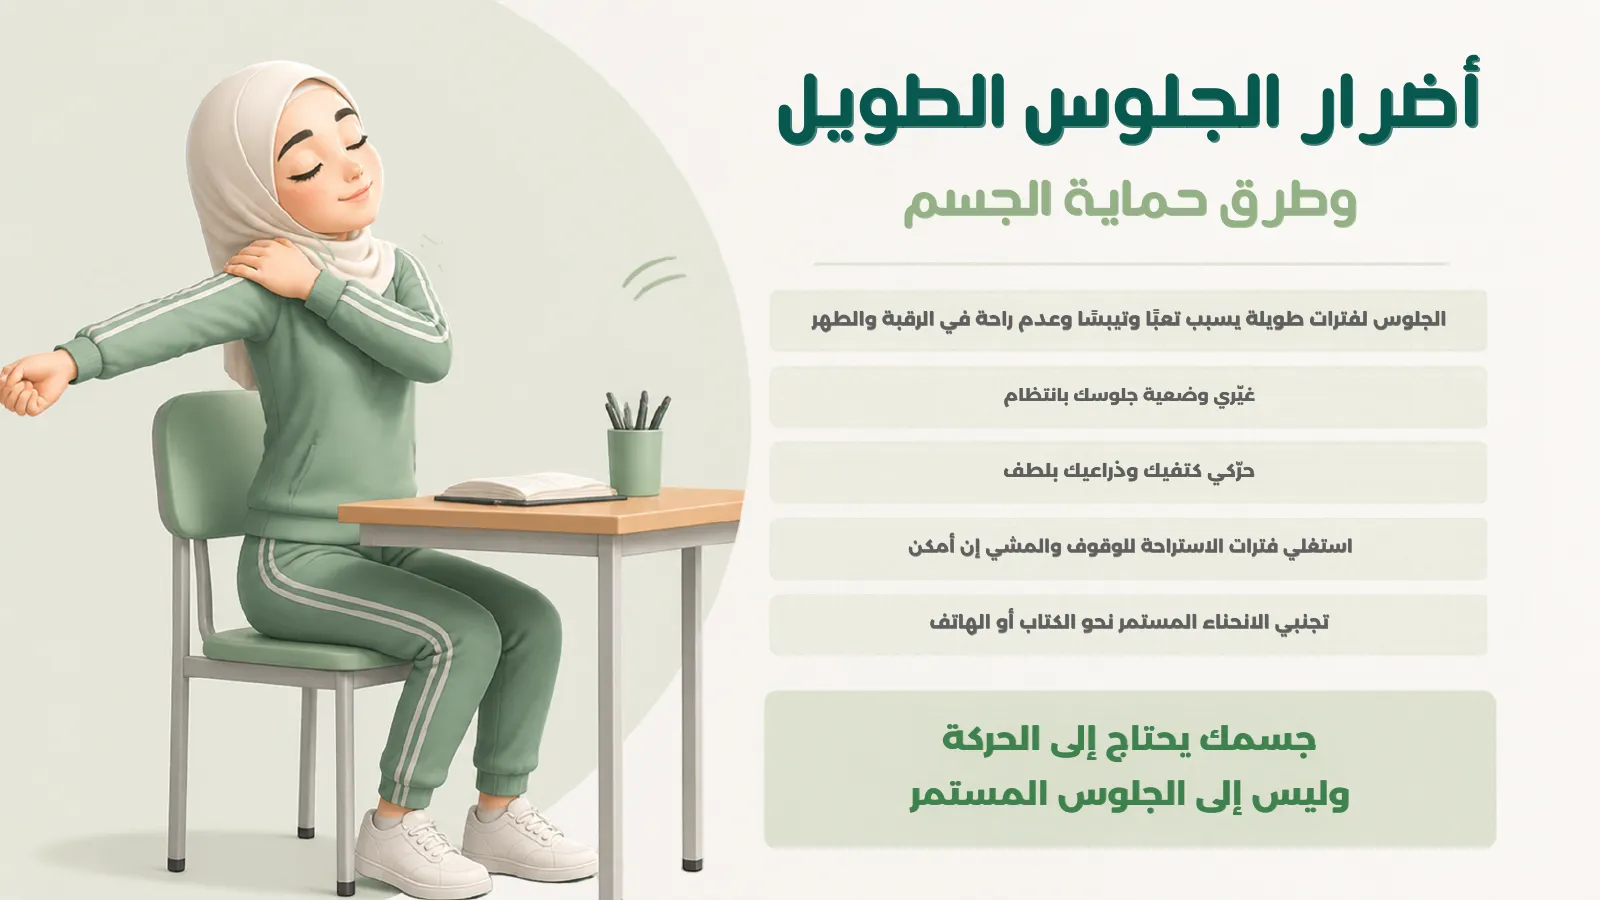 أضرار الجلوس الطويل
وطرق حماية الجسم
الجلوس لفترات طويلة يسبب تعبًا وتيبسًا وعدم راحة في الرقبة والطهر
غيّري وضعية جلوسك بانتظام
حرّكي كتفيك وذراعيك بلطف
استغلي فترات الاستراحة للوقوف والمشي إن أمكن
تجنبي الانحناء المستمر نحو الكتاب أو الهاتف
جسمك يحتاج إلى الحركة
وليس إلى الجلوس المستمر